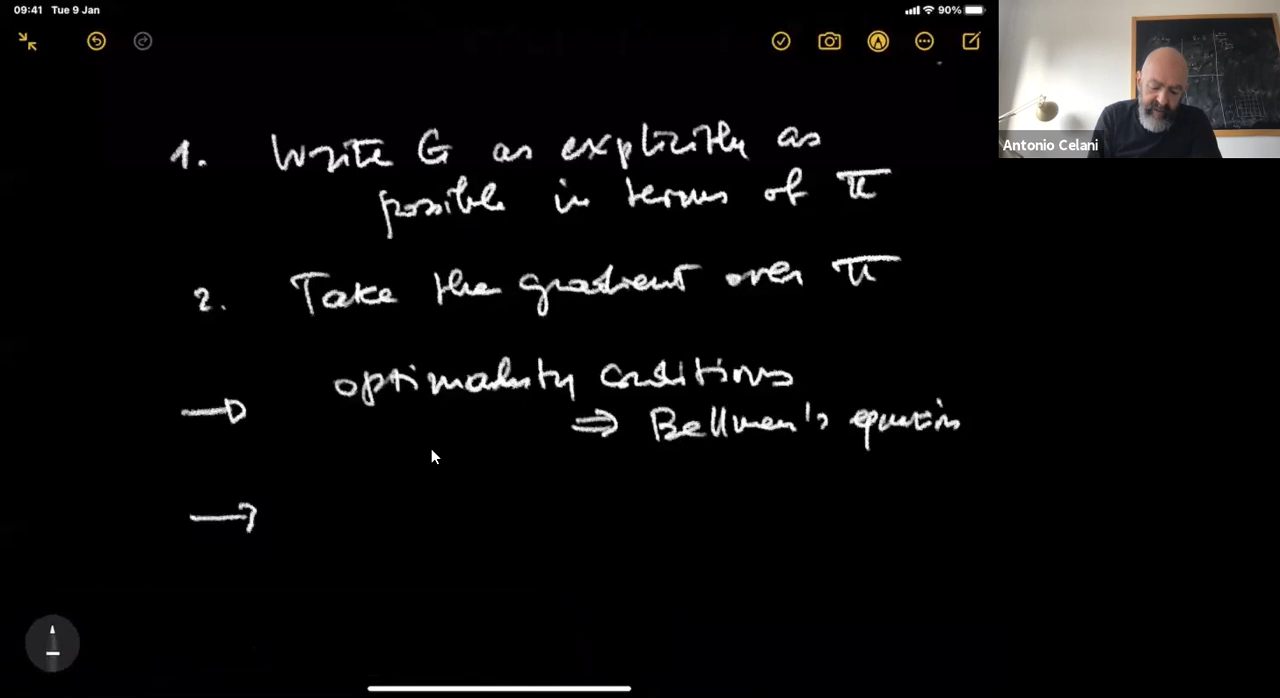 09:41 Tue 9 Jan
90%
Antonio Celani
1. Write G as explicitly as
possible in terms of π
2. Take the gradient over π
→ optimality conditions
⇒ Bellman's equation
→